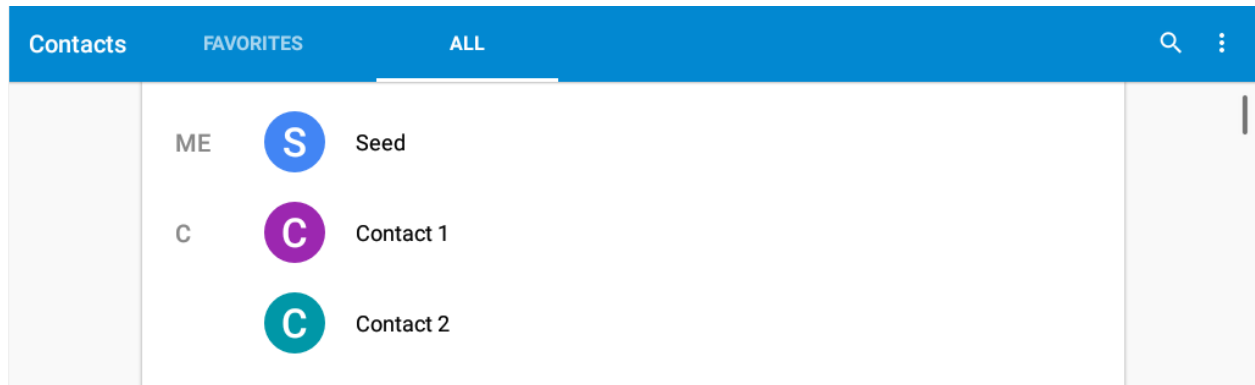 Contacts FAVORITES ALL
ME S Seed
C C Contact 1
C Contact 2